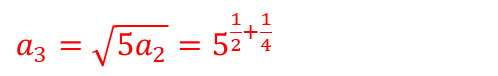 a₃ = √(5a₂) = 5^(1/2 + 1/4)